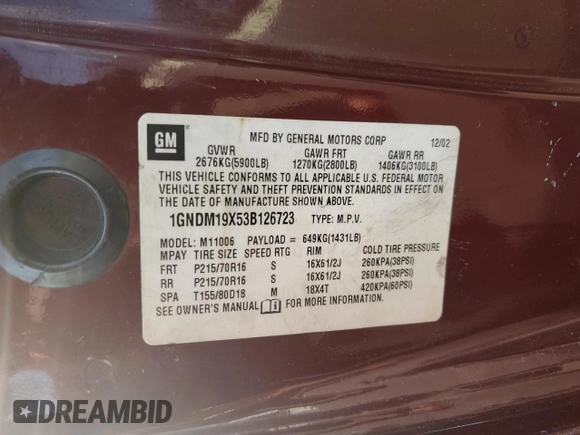 GM
MFD BY GENERAL MOTORS CORP 12/02
GVWR GAWR FRT GAWR RR
2676KG(5900LB) 1270KG(2800LB) 1406KG(3100LB)
THIS VEHICLE CONFORMS TO ALL APPLICABLE U.S. FEDERAL MOTOR
VEHICLE SAFETY AND THEFT PREVENTION STANDARDS IN EFFECT ON
THE DATE OF MANUFACTURE SHOWN ABOVE.
1GNDM19X53B126723 TYPE: M.P.V.
MODEL: M11006 PAYLOAD = 649KG(1431LB)
MPAY TIRE SIZE SPEED RTG RIM COLD TIRE PRESSURE
FRT P215/70R16 S 16X61/2J 260KPA(38PSI)
RR P215/70R16 S 16X61/2J 260KPA(38PSI)
SPA T155/80D18 M 18X4T 420KPA(60PSI)
SEE OWNER'S MANUAL FOR MORE INFORMATION
DREAMBID